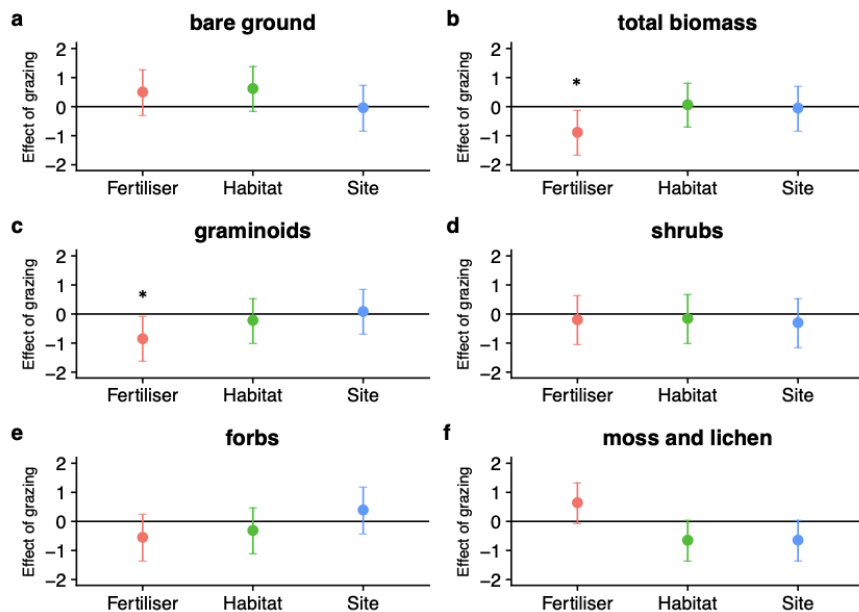 a
bare ground
Effect of grazing
2
1
0
−1
−2
Fertiliser Habitat Site
b
total biomass
Effect of grazing
2
1
0
−1
−2
*
Fertiliser Habitat Site
c
graminoids
Effect of grazing
2
1
0
−1
−2
*
Fertiliser Habitat Site
d
shrubs
Effect of grazing
2
1
0
−1
−2
Fertiliser Habitat Site
e
forbs
Effect of grazing
2
1
0
−1
−2
Fertiliser Habitat Site
f
moss and lichen
Effect of grazing
2
1
0
−1
−2
Fertiliser Habitat Site